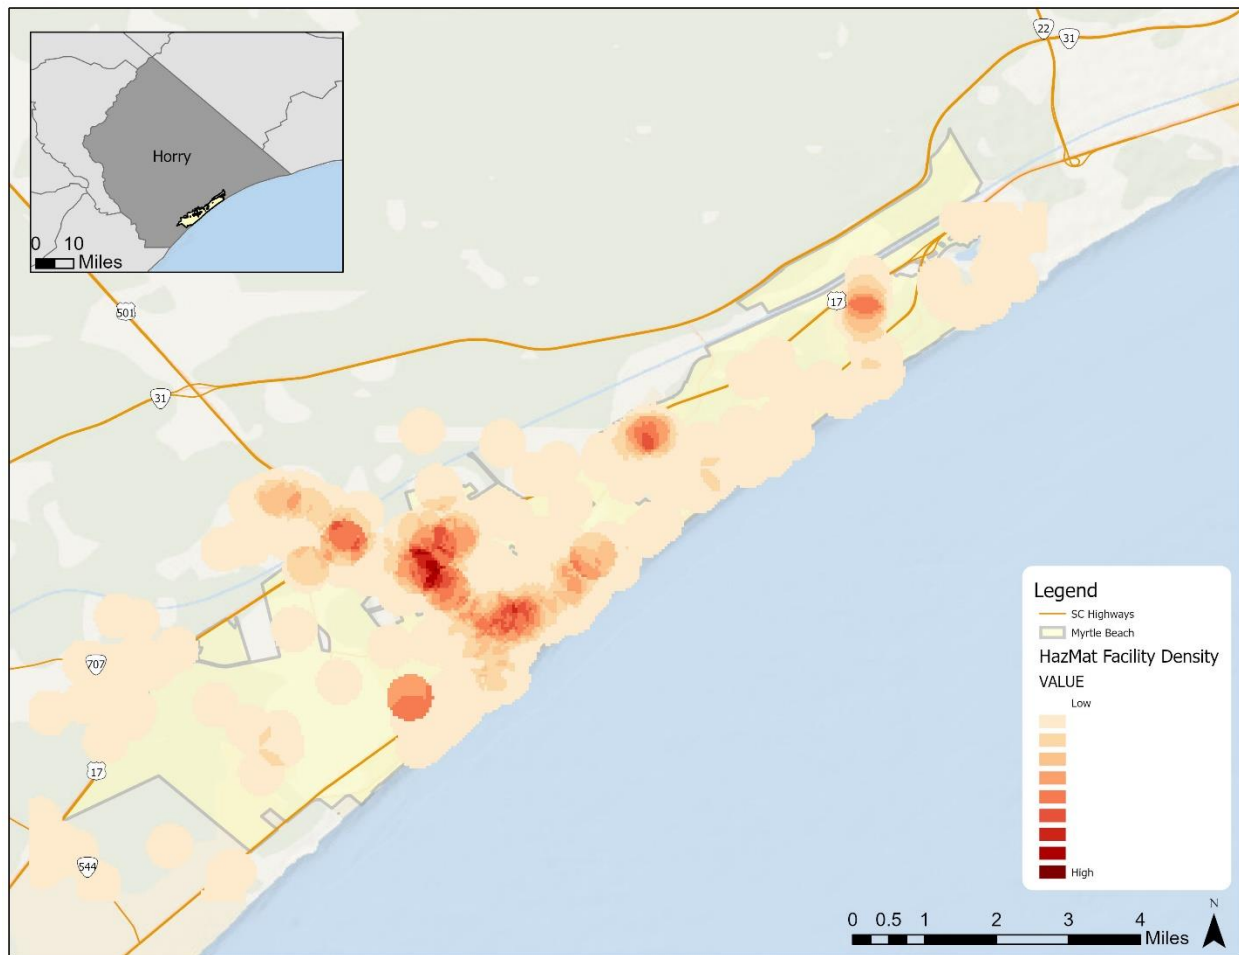 22
31
Horry
0 10
Miles
501
17
31
707
17
544
Legend
SC Highways
Myrtle Beach
HazMat Facility Density
VALUE
Low
High
N
0 0.5 1 2 3 4
Miles